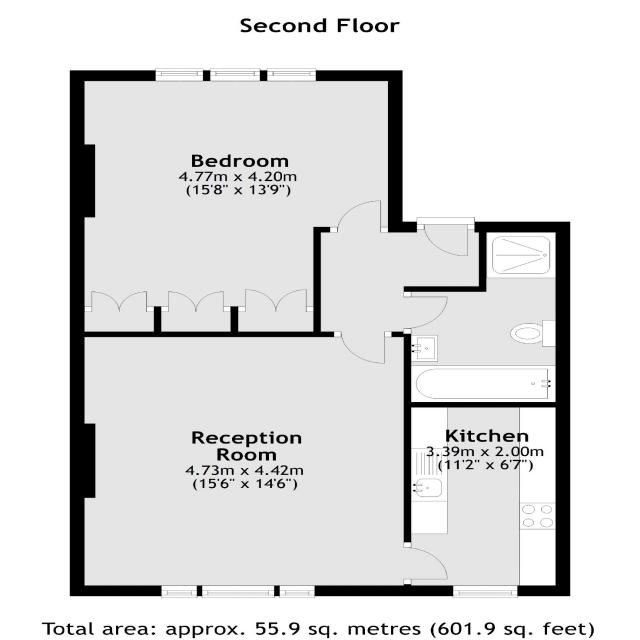 Second Floor
Bedroom
4.77m x 4.20m
(15'8" x 13'9")
Reception
Room
4.73m x 4.42m
(15'6" x 14'6")
Kitchen
3.39m x 2.00m
(11'2" x 6'7")
Total area: approx. 55.9 sq. metres (601.9 sq. feet)